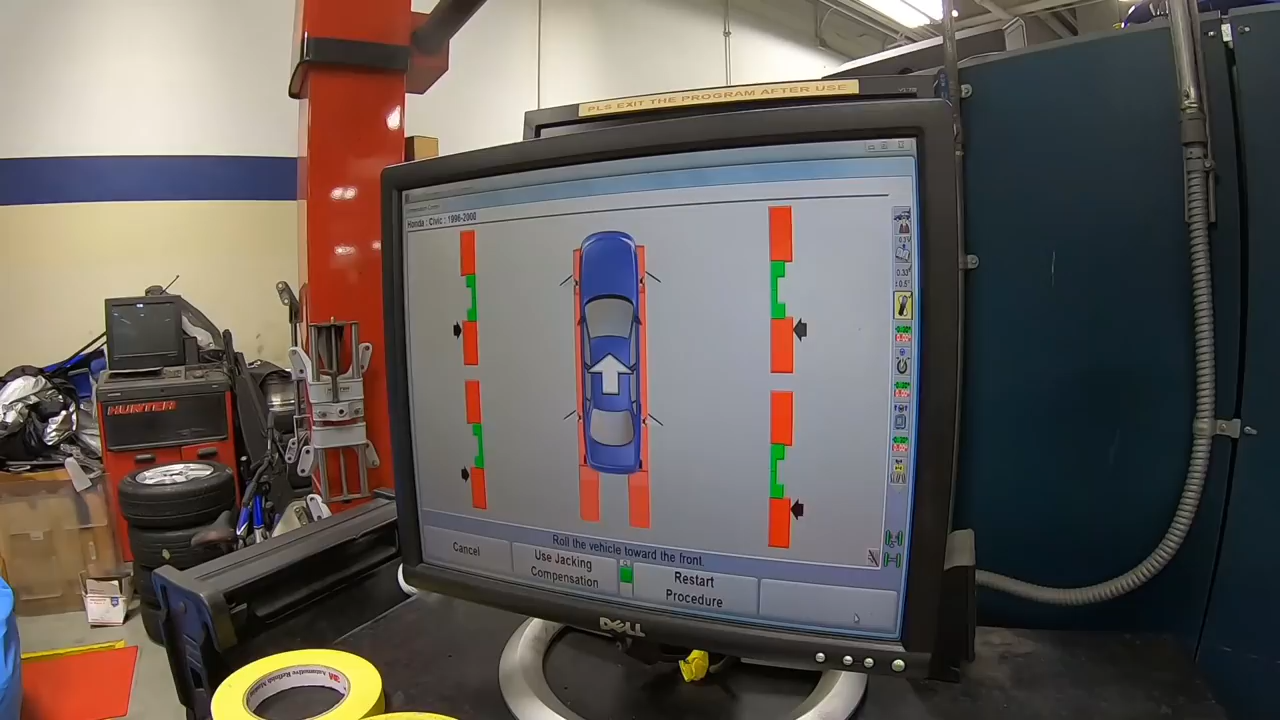 PLS EXIT THE PROGRAM AFTER USE
Honda : Civic : 1996-2000
Roll the vehicle toward the front.
Cancel
Use Jacking
Compensation
Restart
Procedure
DELL
HUNTER
3M